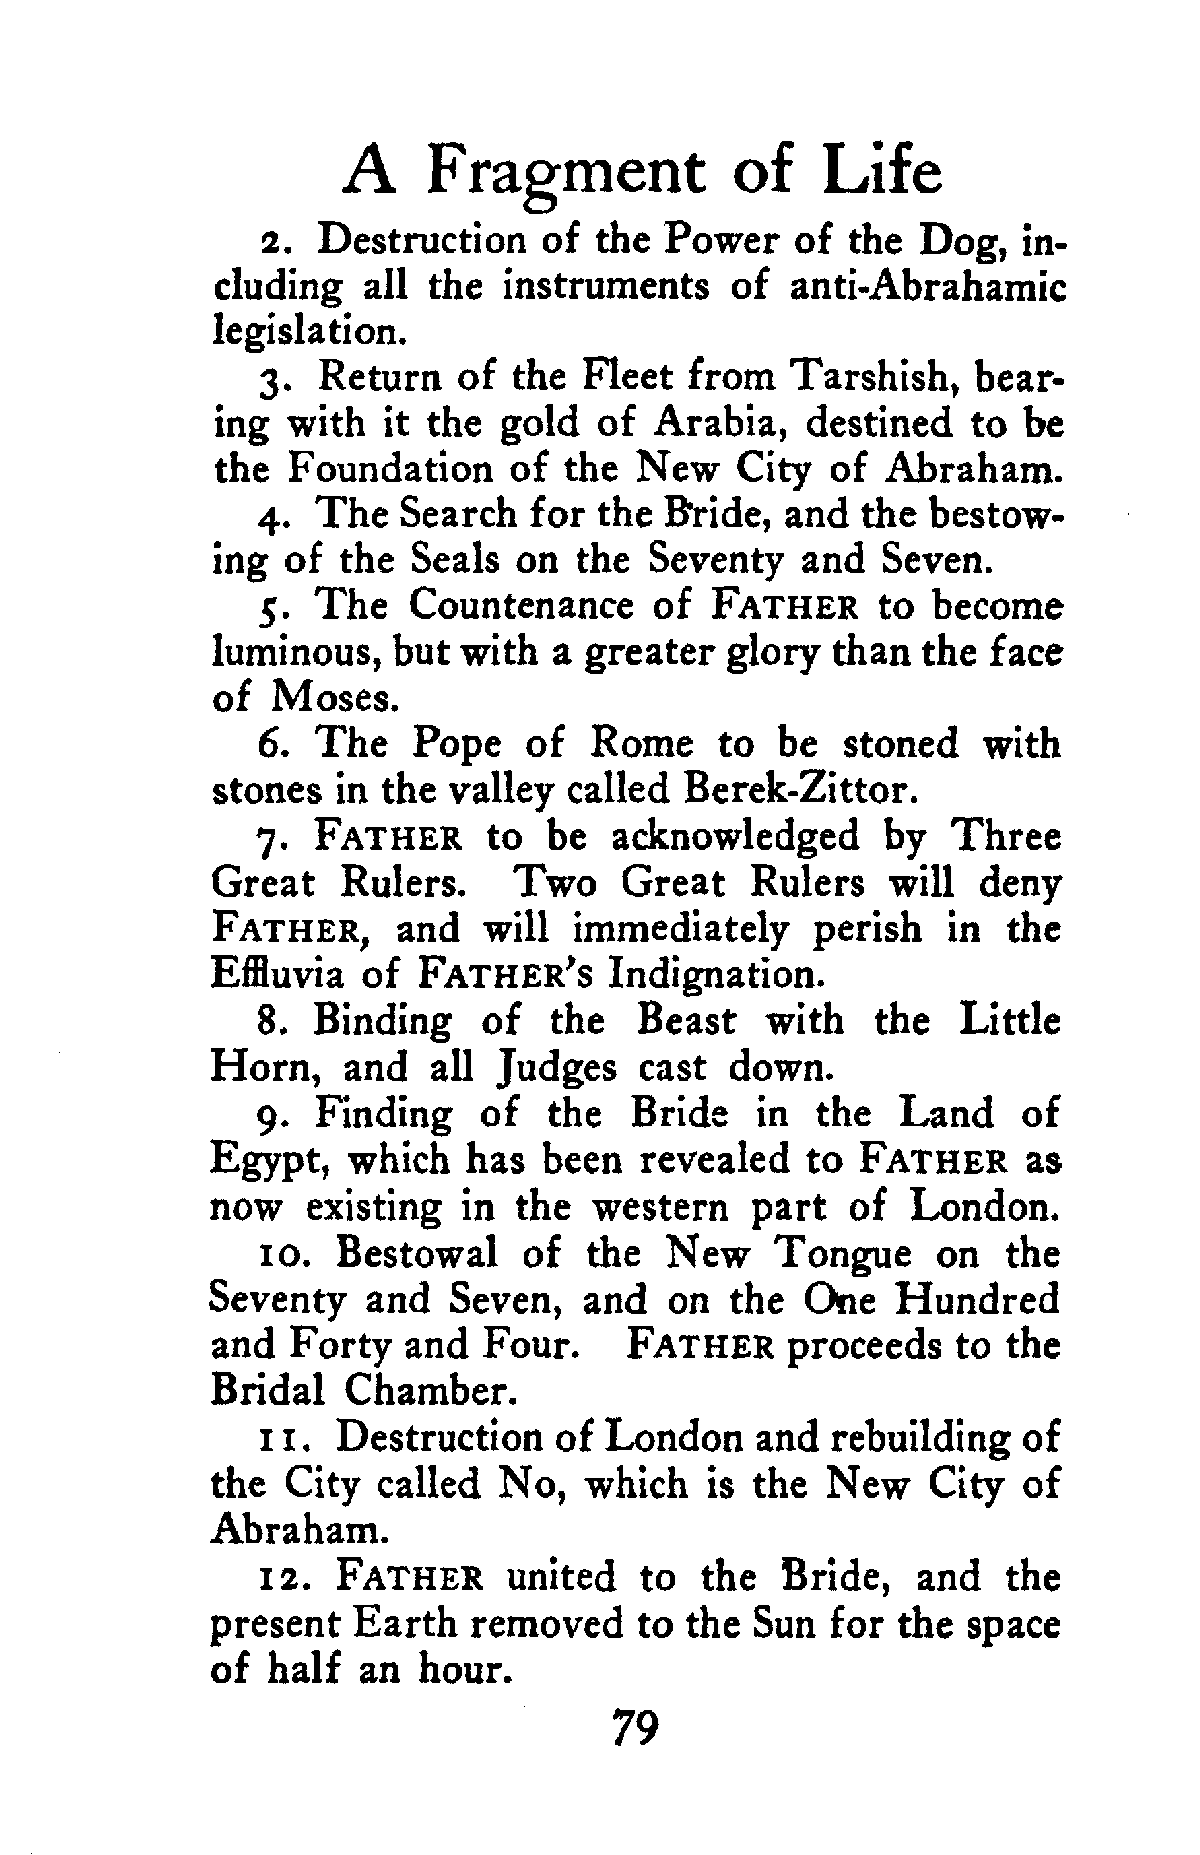 A Fragment of Life
2. Destruction of the Power of the Dog, in-
cluding all the instruments of anti-Abrahamic
legislation.
3. Return of the Fleet from Tarshish, bear-
ing with it the gold of Arabia, destined to be
the Foundation of the New City of Abraham.
4. The Search for the Bride, and the bestow-
ing of the Seals on the Seventy and Seven.
5. The Countenance of FATHER to become
luminous, but with a greater glory than the face
of Moses.
6. The Pope of Rome to be stoned with
stones in the valley called Berek-Zittor.
7. FATHER to be acknowledged by Three
Great Rulers. Two Great Rulers will deny
FATHER, and will immediately perish in the
Effluvia of FATHER'S Indignation.
8. Binding of the Beast with the Little
Horn, and all Judges cast down.
9. Finding of the Bride in the Land of
Egypt, which has been revealed to FATHER as
now existing in the western part of London.
10. Bestowal of the New Tongue on the
Seventy and Seven, and on the One Hundred
and Forty and Four. FATHER proceeds to the
Bridal Chamber.
11. Destruction of London and rebuilding of
the City called No, which is the New City of
Abraham.
12. FATHER united to the Bride, and the
present Earth removed to the Sun for the space
of half an hour.
79